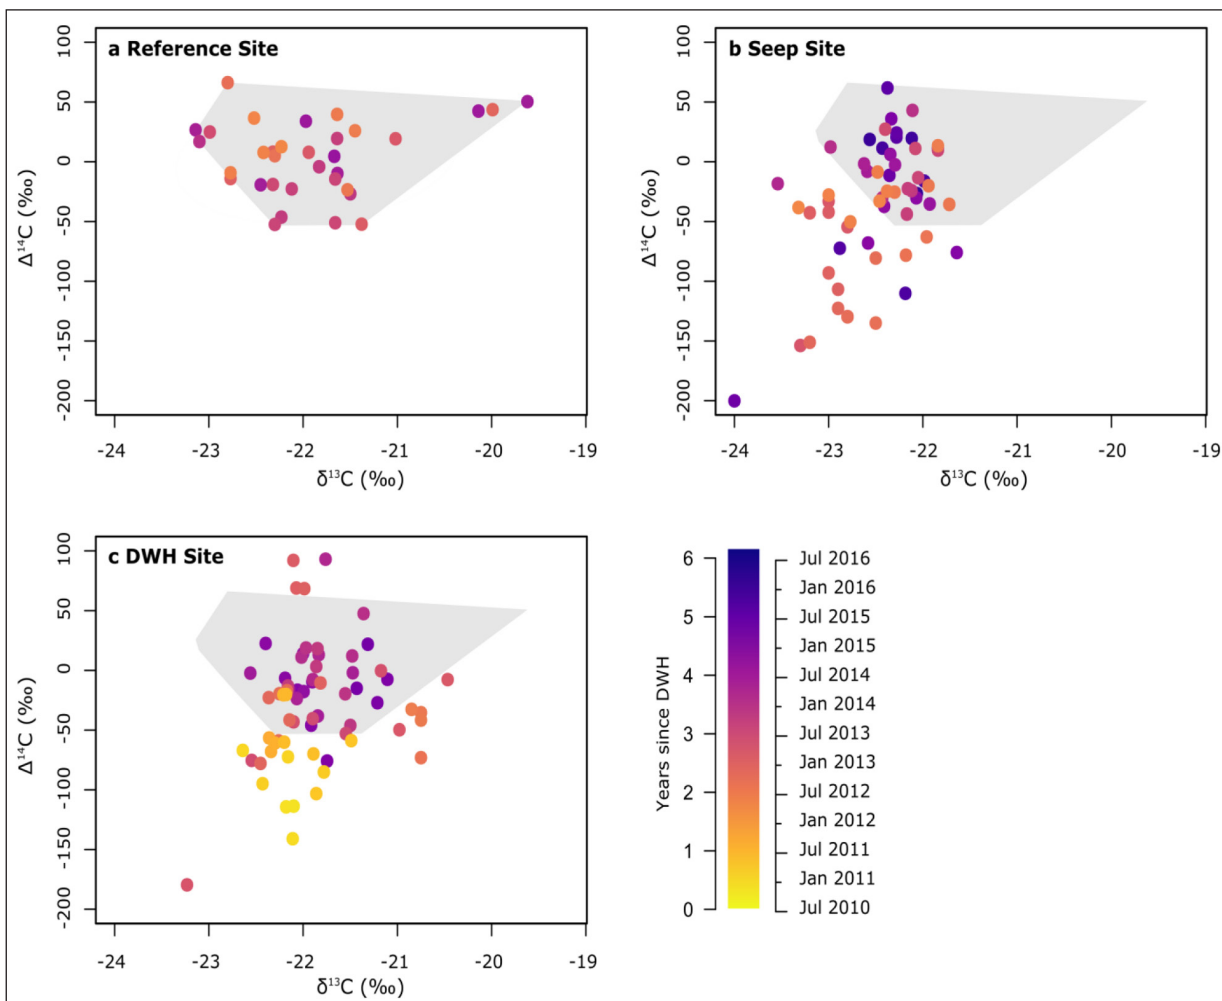 a Reference Site
100
50
0
-50
-100
-150
-200
Δ¹⁴C (‰)
-24 -23 -22 -21 -20 -19
δ¹³C (‰)
b Seep Site
100
50
0
-50
-100
-150
-200
Δ¹⁴C (‰)
-24 -23 -22 -21 -20 -19
δ¹³C (‰)
c DWH Site
100
50
0
-50
-100
-150
-200
Δ¹⁴C (‰)
-24 -23 -22 -21 -20 -19
δ¹³C (‰)
Years since DWH
6
5
4
3
2
1
0
Jul 2016
Jan 2016
Jul 2015
Jan 2015
Jul 2014
Jan 2014
Jul 2013
Jan 2013
Jul 2012
Jan 2012
Jul 2011
Jan 2011
Jul 2010